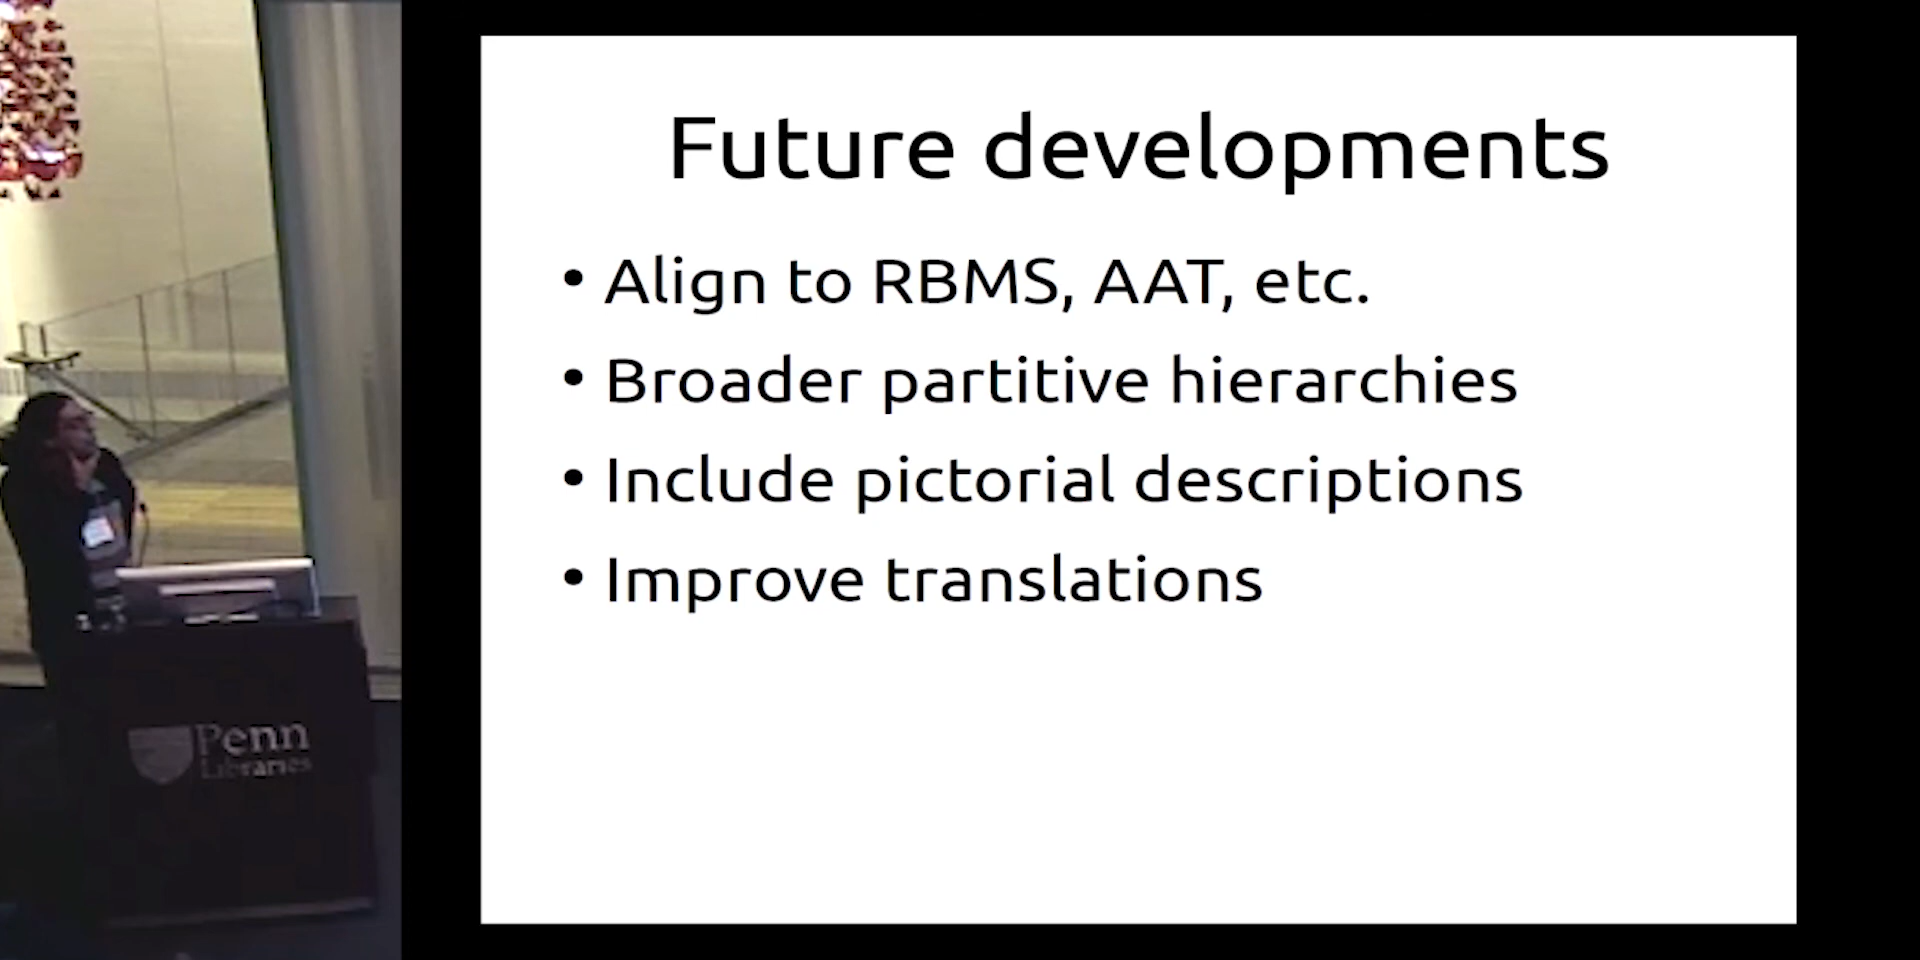 Future developments
• Align to RBMS, AAT, etc.
• Broader partitive hierarchies
• Include pictorial descriptions
• Improve translations
Penn
Libraries